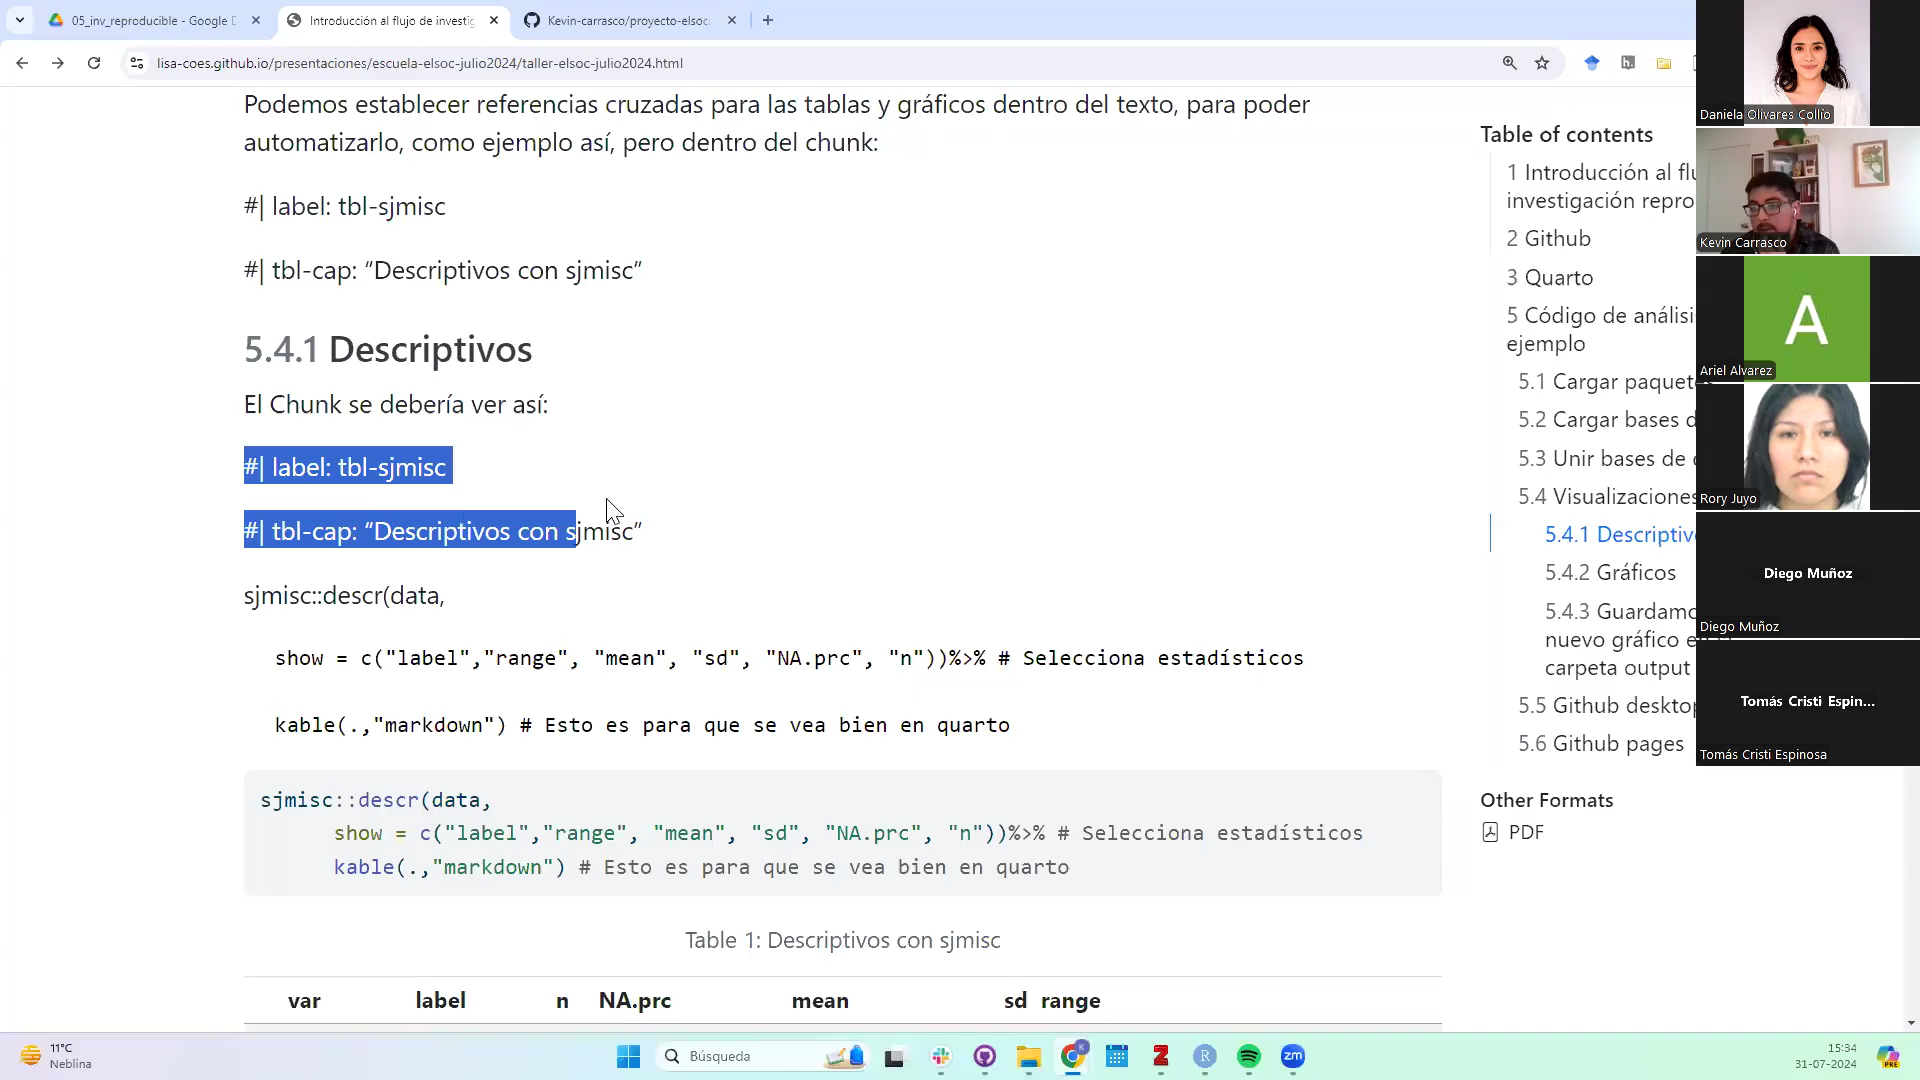 05_inv_reproducible - Google D
Introducción al flujo de investig
Kevin-carrasco/proyecto-elsoc
lisa-coes.github.io/presentaciones/escuela-elsoc-julio2024/taller-elsoc-julio2024.html
Podemos establecer referencias cruzadas para las tablas y gráficos dentro del texto, para poder
automatizarlo, como ejemplo así, pero dentro del chunk:
#| label: tbl-sjmisc
#| tbl-cap: “Descriptivos con sjmisc”
5.4.1 Descriptivos
El Chunk se debería ver así:
#| label: tbl-sjmisc
#| tbl-cap: “Descriptivos con sjmisc”
sjmisc::descr(data,
show = c("label","range", "mean", "sd", "NA.prc", "n"))%>% # Selecciona estadísticos
kable(.,"markdown") # Esto es para que se vea bien en quarto
sjmisc::descr(data,
show = c("label","range", "mean", "sd", "NA.prc", "n"))%>% # Selecciona estadísticos
kable(.,"markdown") # Esto es para que se vea bien en quarto
Table 1: Descriptivos con sjmisc
var label n NA.prc mean sd range
Table of contents
1 Introducción al flu
investigación repro
2 Github
3 Quarto
5 Código de análisi
ejemplo
5.1 Cargar paquete
5.2 Cargar bases d
5.3 Unir bases de
5.4 Visualizaciones
5.4.1 Descriptiv
5.4.2 Gráficos
5.4.3 Guardamo
nuevo gráfico e
carpeta output
5.5 Github deskto
5.6 Github pages
Other Formats
PDF
Daniela Olivares Collío
Kevin Carrasco
A
Ariel Alvarez
Rory Juyo
Diego Muñoz
Diego Muñoz
Tomás Cristi Espin...
Tomás Cristi Espinosa
11°C
Neblina
Búsqueda
K
Z
R
zm
15:34
31-07-2024
PRE